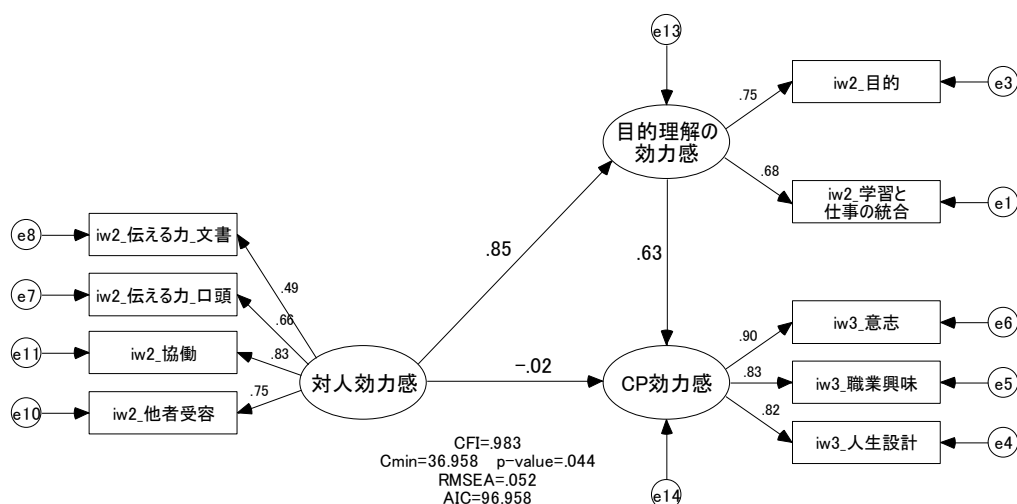 e13
iw2_目的
e3
.75
目的理解の
効力感
.68
iw2_学習と
仕事の統合
e1
e8
iw2_伝える力_文書
.85
.63
e7
iw2_伝える力_口頭
.49
.66
iw3_意志
e6
.90
e11
iw2_協働
.83
対人効力感
-.02
CP効力感
.83
iw3_職業興味
e5
e10
iw2_他者受容
.75
.82
iw3_人生設計
e4
CFI=.983
Cmin=36.958 p-value=.044
RMSEA=.052
AIC=96.958
e14